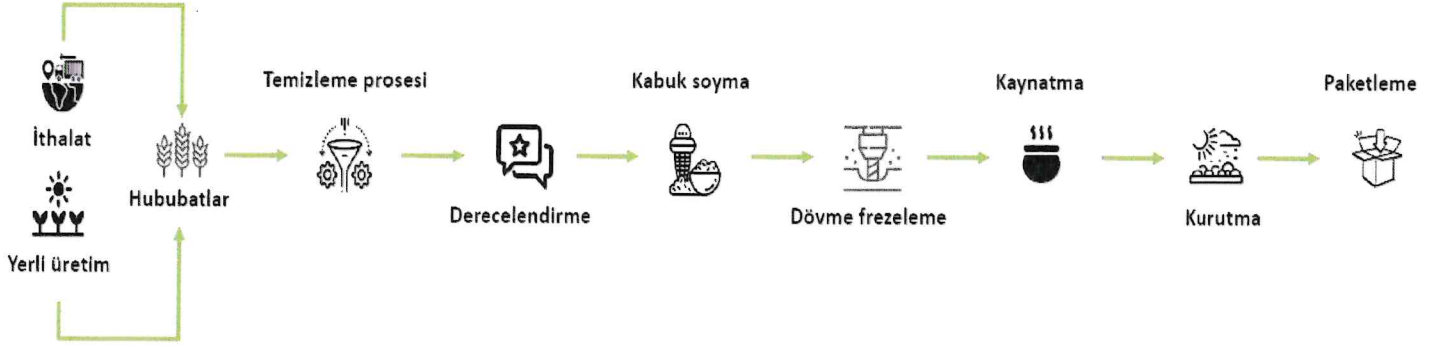 İthalat
Yerli üretim
Hububatlar
Temizleme prosesi
Derecelendirme
Kabuk soyma
Dövme frezeleme
Kaynatma
Kurutma
Paketleme